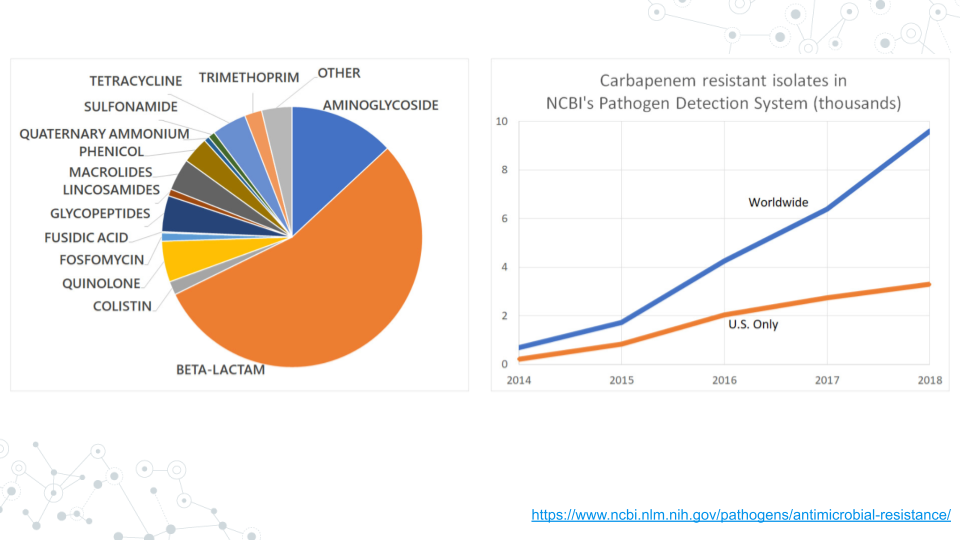 TETRACYCLINE
TRIMETHOPRIM
OTHER
SULFONAMIDE
AMINOGLYCOSIDE
QUATERNARY AMMONIUM
PHENICOL
MACROLIDES
LINCOSAMIDES
GLYCOPEPTIDES
FUSIDIC ACID
FOSFOMYCIN
QUINOLONE
COLISTIN
BETA-LACTAM
Carbapenem resistant isolates in
NCBI's Pathogen Detection System (thousands)
10
8
6
4
2
0
Worldwide
U.S. Only
2014
2015
2016
2017
2018
https://www.ncbi.nlm.nih.gov/pathogens/antimicrobial-resistance/